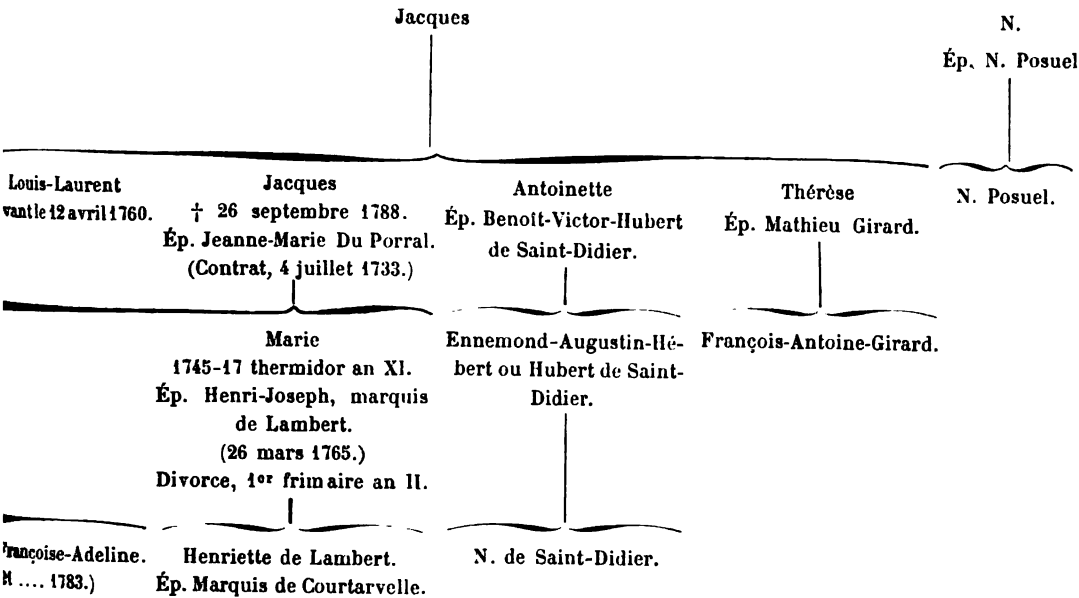 Jacques
N.
Ép. N. Posuel
Louis-Laurent
vant le 12 avril 1760.
Jacques
† 26 septembre 1788.
Ép. Jeanne-Marie Du Porral.
(Contrat, 4 juillet 1733.)
Antoinette
Ép. Benoît-Victor-Hubert
de Saint-Didier.
Thérèse
Ép. Mathieu Girard.
N. Posuel.
Marie
1745-17 thermidor an XI.
Ép. Henri-Joseph, marquis
de Lambert.
(26 mars 1765.)
Divorce, 1er frimaire an II.
Ennemond-Augustin-Hé-
bert ou Hubert de Saint-
Didier.
François-Antoine-Girard.
Françoise-Adeline.
M .... 1783.)
Henriette de Lambert.
Ép. Marquis de Courtarvelle.
N. de Saint-Didier.